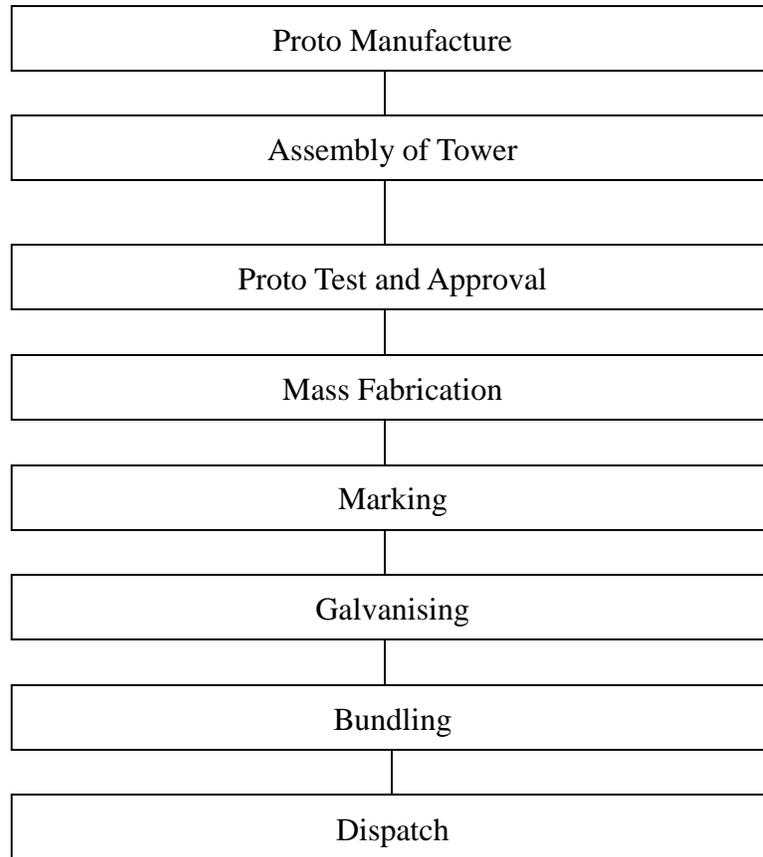 Proto Manufacture
Assembly of Tower
Proto Test and Approval
Mass Fabrication
Marking
Galvanising
Bundling
Dispatch